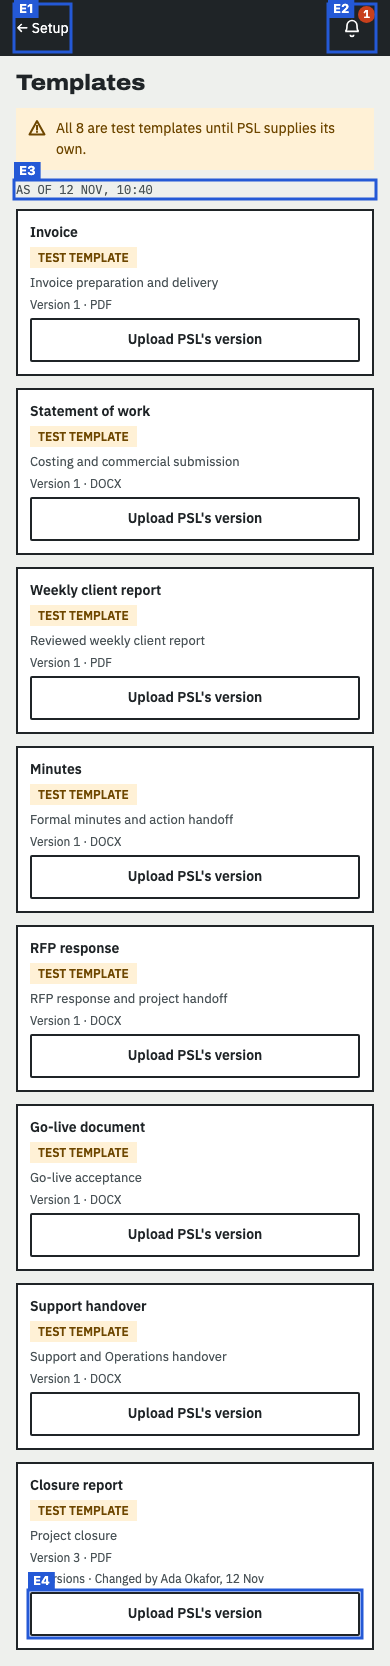 E1
E2
← Setup
1
Templates
All 8 are test templates until PSL supplies its
own.
E3
AS OF 12 NOV, 10:40
Invoice
TEST TEMPLATE
Invoice preparation and delivery
Version 1 · PDF
Upload PSL's version
Statement of work
TEST TEMPLATE
Costing and commercial submission
Version 1 · DOCX
Upload PSL's version
Weekly client report
TEST TEMPLATE
Reviewed weekly client report
Version 1 · PDF
Upload PSL's version
Minutes
TEST TEMPLATE
Formal minutes and action handoff
Version 1 · DOCX
Upload PSL's version
RFP response
TEST TEMPLATE
RFP response and project handoff
Version 1 · DOCX
Upload PSL's version
Go-live document
TEST TEMPLATE
Go-live acceptance
Version 1 · DOCX
Upload PSL's version
Support handover
TEST TEMPLATE
Support and Operations handover
Version 1 · DOCX
Upload PSL's version
Closure report
TEST TEMPLATE
Project closure
Version 3 · PDF
E4
· Changed by Ada Okafor, 12 Nov
Upload PSL's version